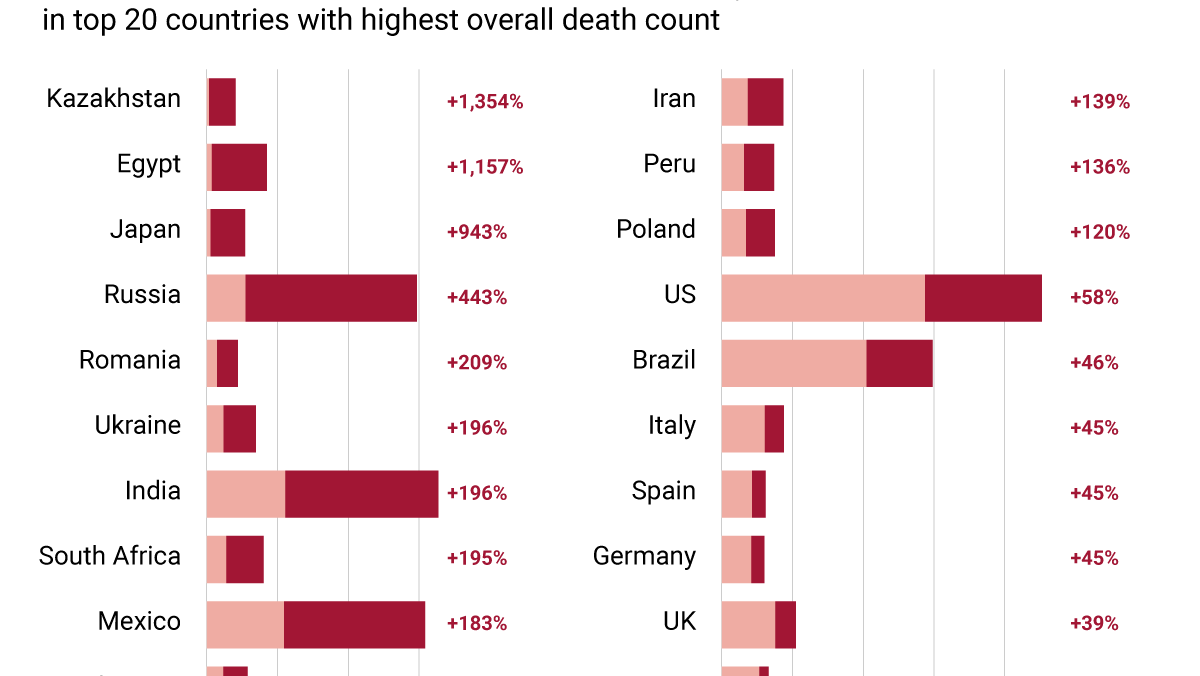 in top 20 countries with highest overall death count
Kazakhstan +1,354%
Egypt +1,157%
Japan +943%
Russia +443%
Romania +209%
Ukraine +196%
India +196%
South Africa +195%
Mexico +183%
Iran +139%
Peru +136%
Poland +120%
US +58%
Brazil +46%
Italy +45%
Spain +45%
Germany +45%
UK +39%